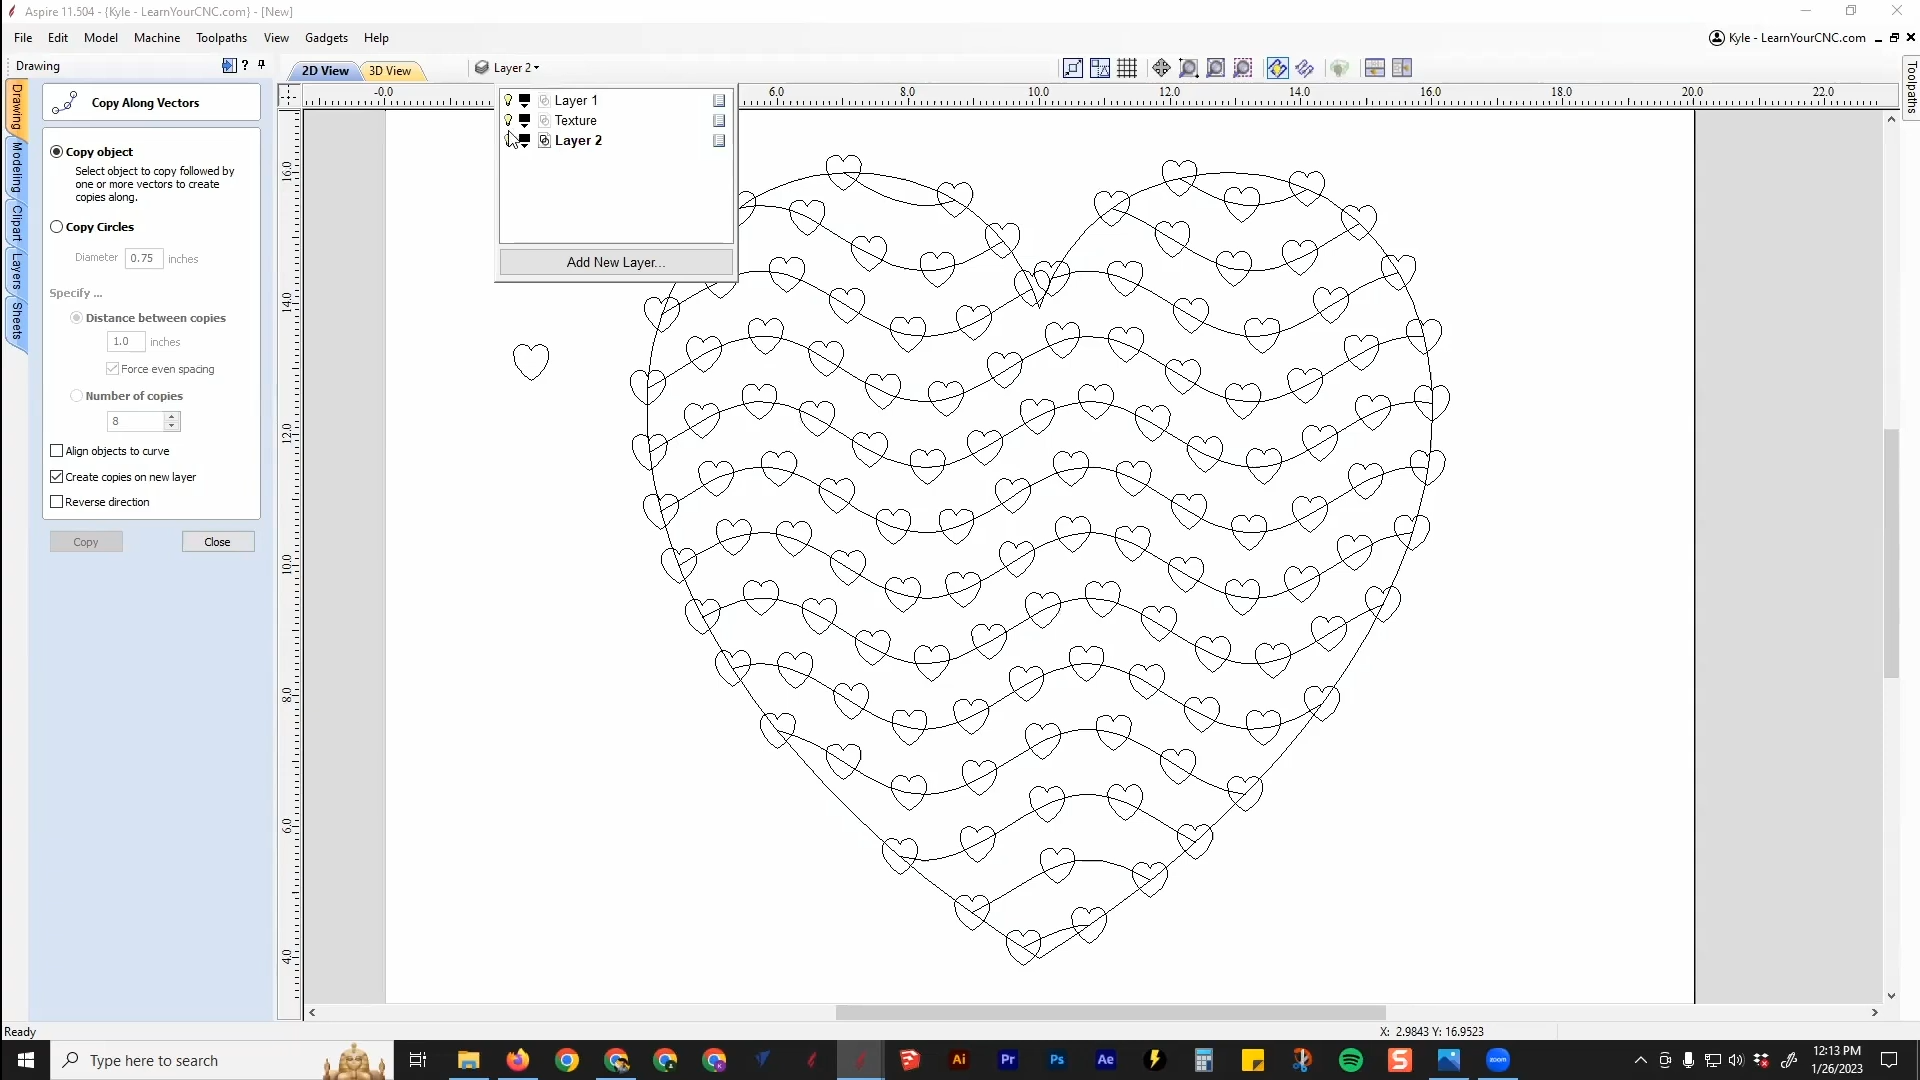 Aspire 11.504 - {Kyle - LearnYourCNC.com} - [New]
File Edit Model Machine Toolpaths View Gadgets Help
Kyle - LearnYourCNC.com
Drawing
?
2D View
3D View
Layer 2
Toolpaths
Drawing
Modeling
Clipart
Layers
Sheets
Copy Along Vectors
Copy object
Select object to copy followed by
one or more vectors to create
copies along.
Copy Circles
Diameter 0.75 inches
Specify ...
Distance between copies
1.0 inches
Force even spacing
Number of copies
8
Align objects to curve
Create copies on new layer
Reverse direction
Copy
Close
Layer 1
Texture
Layer 2
Add New Layer...
-0.0 6.0 8.0 10.0 12.0 14.0 16.0 18.0 20.0 22.0
16.0
14.0
12.0
10.0
8.0
6.0
4.0
Ready
X: 2.9843 Y: 16.9523
Type here to search
Ai
Pr
Ps
Ae
S
zoom
12:13 PM
1/26/2023